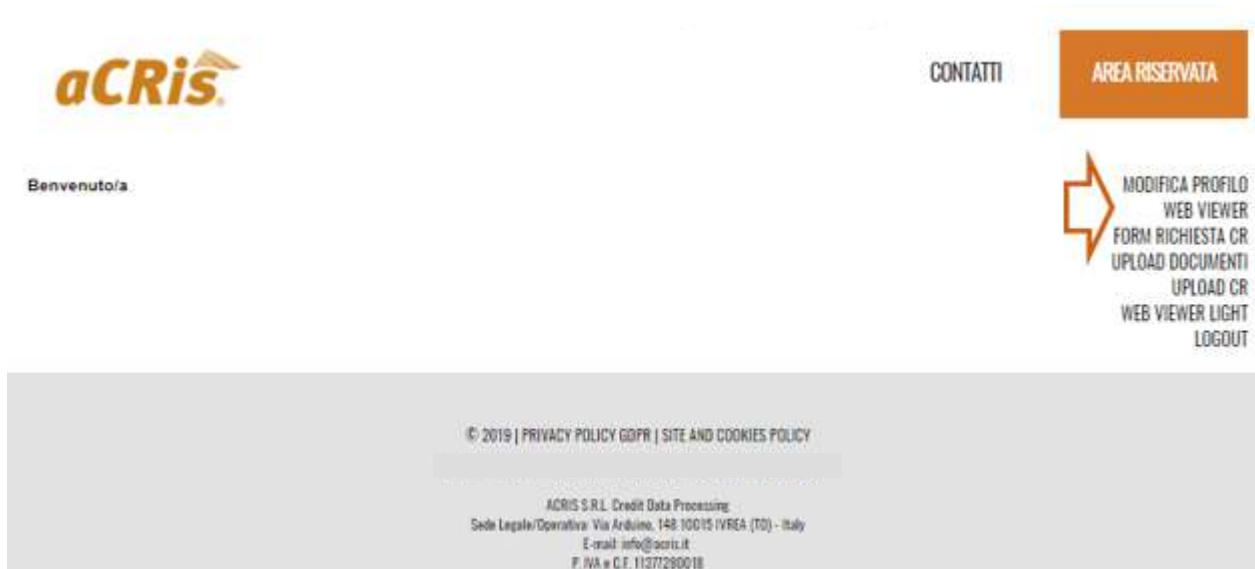 aCRis
CONTATTI
AREA RISERVATA
Benvenuto/a
MODIFICA PROFILO
WEB VIEWER
FORM RICHIESTA CR
UPLOAD DOCUMENTI
UPLOAD CR
WEB VIEWER LIGHT
LOGOUT
© 2019 | PRIVACY POLICY GDPR | SITE AND COOKIES POLICY
ACRIS S.R.L. Credit Data Processing
Sede Legale/Operativa: Via Arduino, 148 10015 IVREA (TO) - Italy
E-mail: info@acris.it
P. IVA e C.F. 11377280018